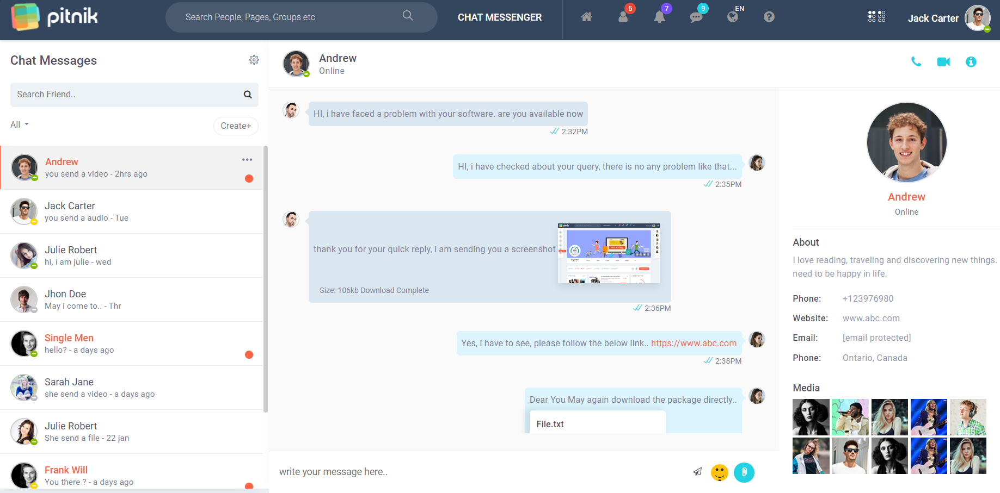 pitnik
Search People, Pages, Groups etc
CHAT MESSENGER
5
7
9
EN
Jack Carter
Chat Messages
Search Friend..
All
Create+
Andrew
you send a video - 2hrs ago
Jack Carter
you send a audio - Tue
Julie Robert
hi, i am julie - wed
Jhon Doe
May i come to.. - Thr
Single Men
hello? - a days ago
Sarah Jane
she send a video - a days ago
Julie Robert
She send a file - 22 jan
Frank Will
You there ? - a days ago
Andrew
Online
HI, i have faced a problem with your software. are you available now
2:32PM
HI, i have checked about your query, there is no any problem like that...
2:35PM
thank you for your quick reply, i am sending you a screenshot
pitnik
Size: 106kb Download Complete
2:36PM
Yes, i have to see, please follow the below link.. https://www.abc.com
2:38PM
Dear You May again download the package directly..
File.txt
write your message here..
Andrew
Online
About
I love reading, traveling and discovering new things.
need to be happy in life.
Phone: +123976980
Website: www.abc.com
Email: [email protected]
Phone: Ontario, Canada
Media